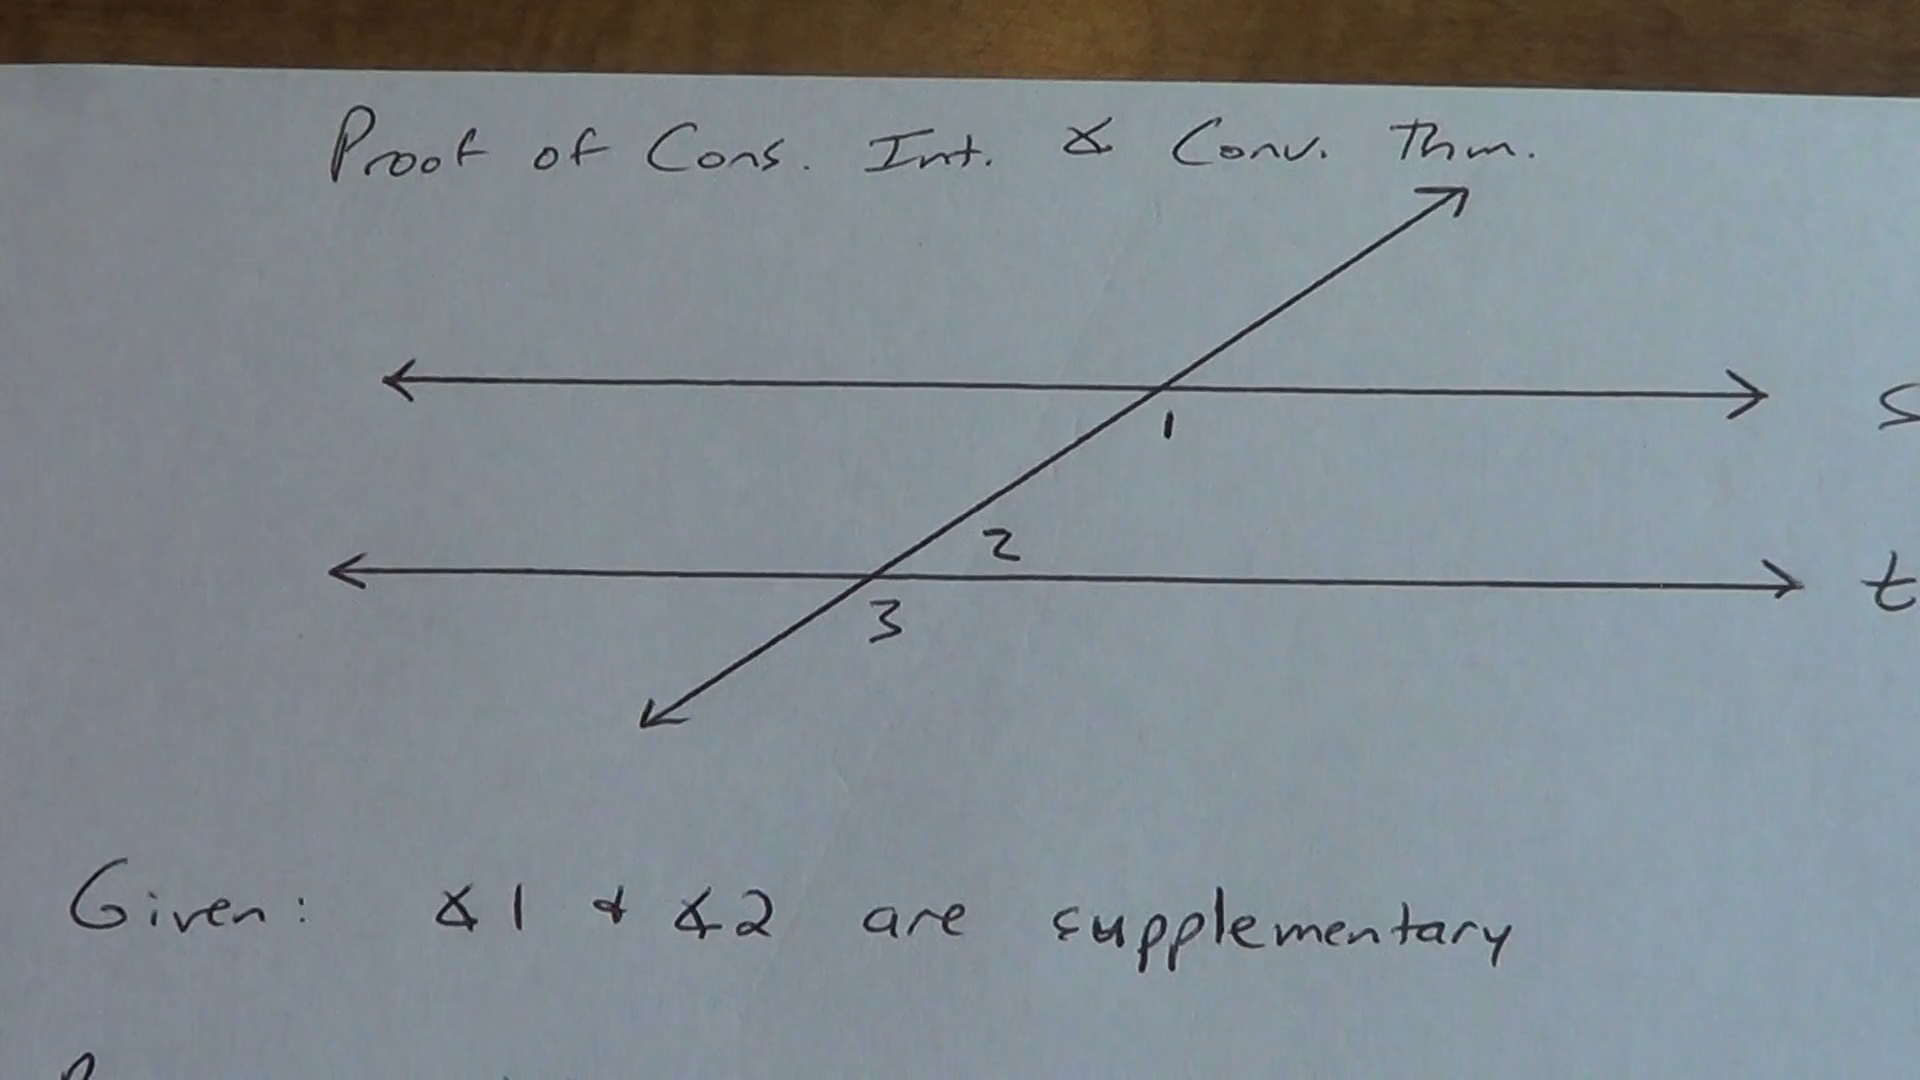 Proof of Cons. Int. ∡ Conv. Thm.
s
1
2
t
3
Given: ∡1 + ∡2 are supplementary